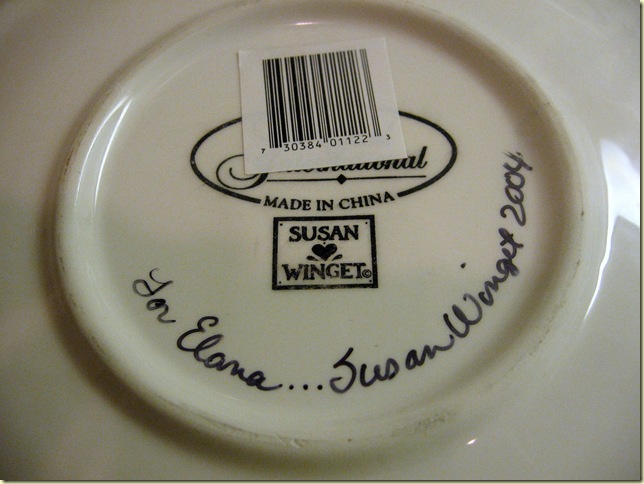 7 30384 01122 3
International
MADE IN CHINA
SUSAN
WINGET©
For Elana... Susan Winget 2004